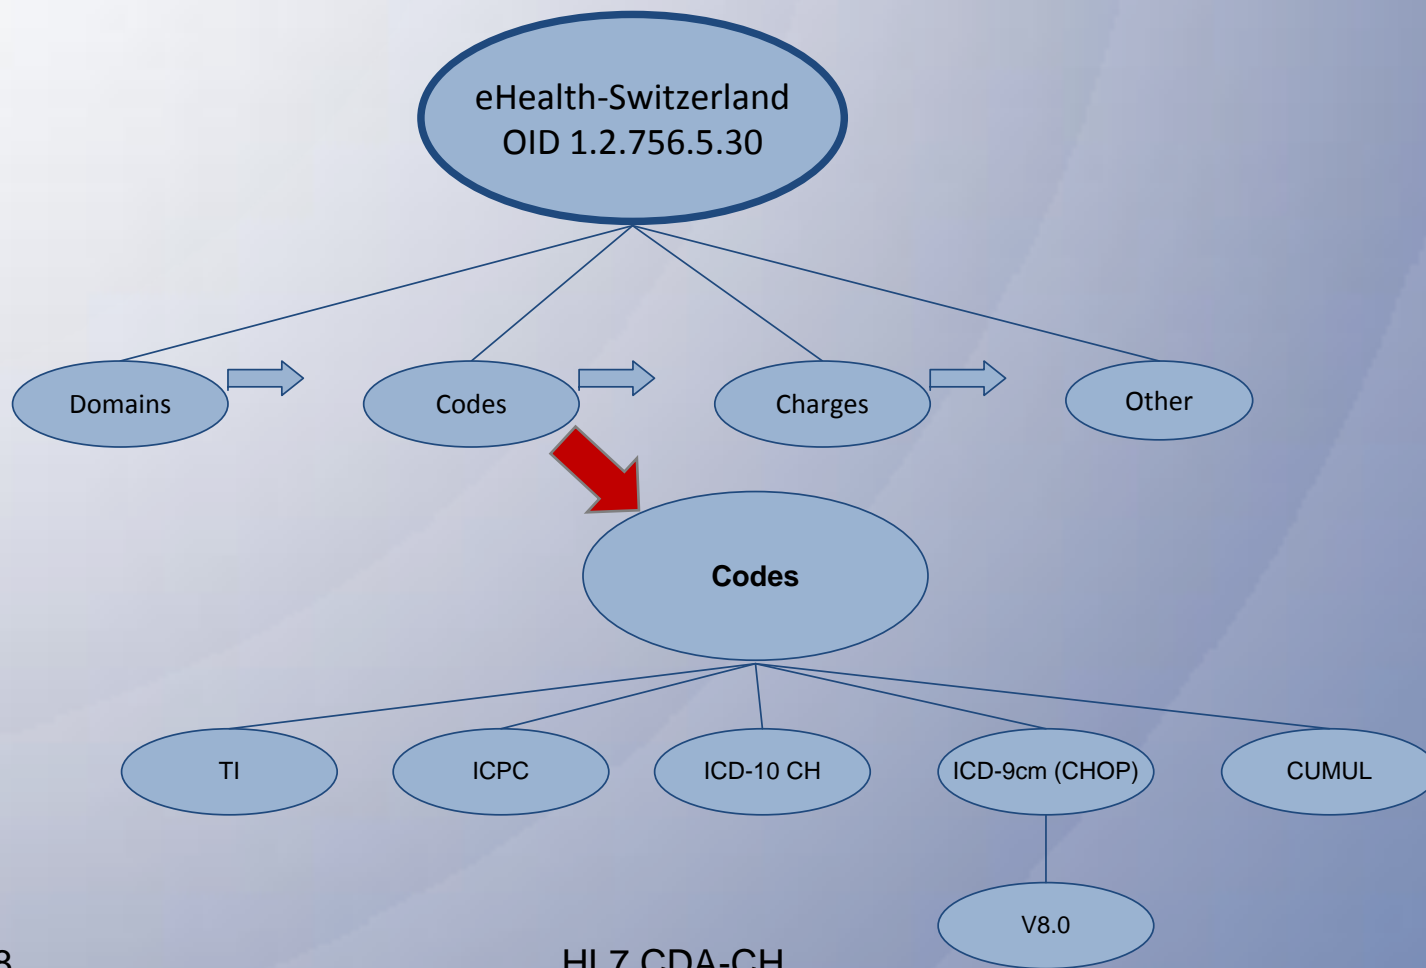 eHealth-Switzerland
OID 1.2.756.5.30
Domains
Codes
Charges
Other
Codes
TI
ICPC
ICD-10 CH
ICD-9cm (CHOP)
CUMUL
V8.0
HL7 CDA-CH